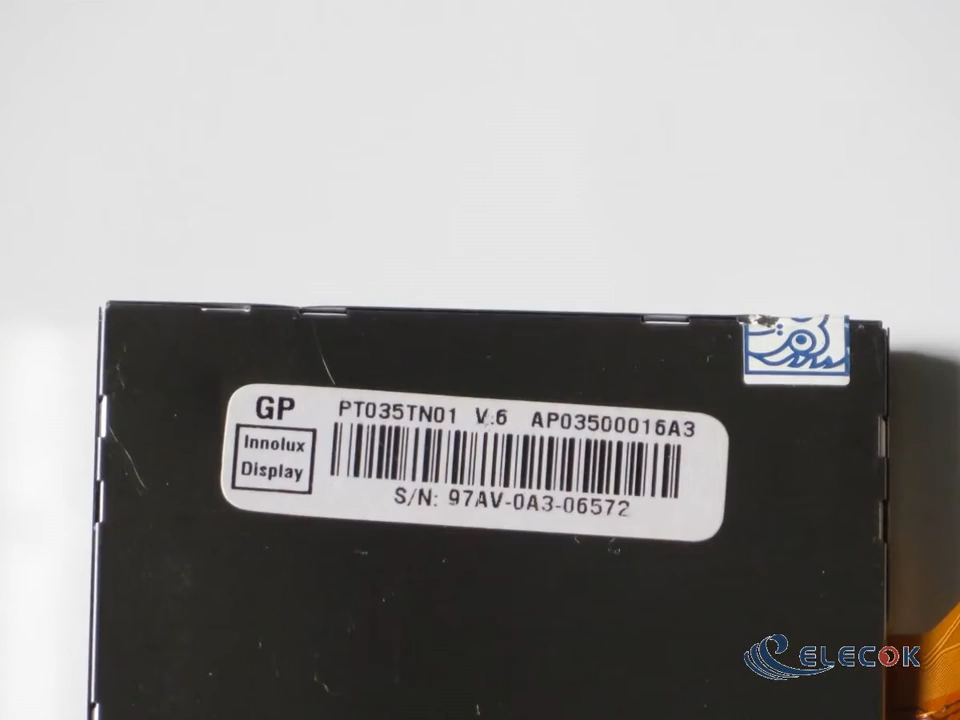 GP PT035TN01 V.6 AP03500016A3
Innolux
Display
S/N: 97AV-0A3-06572
ELECOK